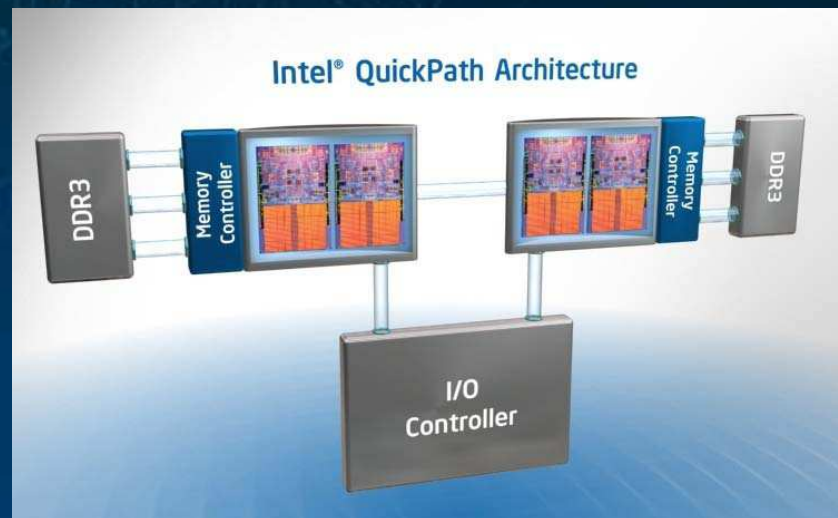 Intel® QuickPath Architecture
DDR3
Memory
Controller
Memory
Controller
DDR3
I/O
Controller